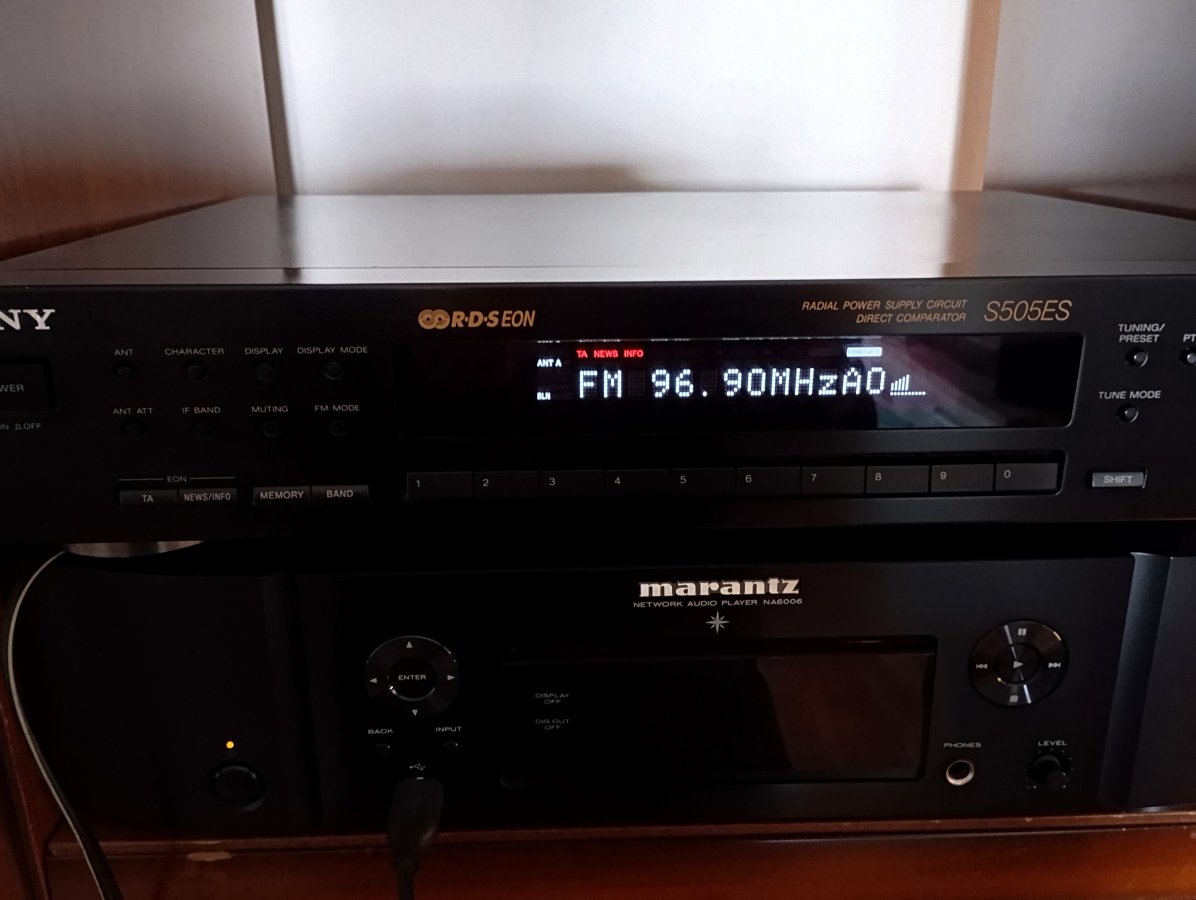 NY
R·D·S EON
RADIAL POWER SUPPLY CIRCUIT
DIRECT COMPARATOR
S505ES
TUNING/
PRESET
PT
ANT
CHARACTER
DISPLAY
DISPLAY MODE
ANT A
TA NEWS INFO
PRESET
FM 96.90MHzA0
WER
TUNE MODE
ANT ATT
IF BAND
MUTING
FM MODE
OFF
EON
TA
NEWS/INFO
MEMORY
BAND
1 2 3 4 5 6 7 8 9 0
SHIFT
marantz
NETWORK AUDIO PLAYER NA6006
ENTER
DISPLAY
OFF
DIG.OUT
OFF
BACK
INPUT
PHONES
LEVEL